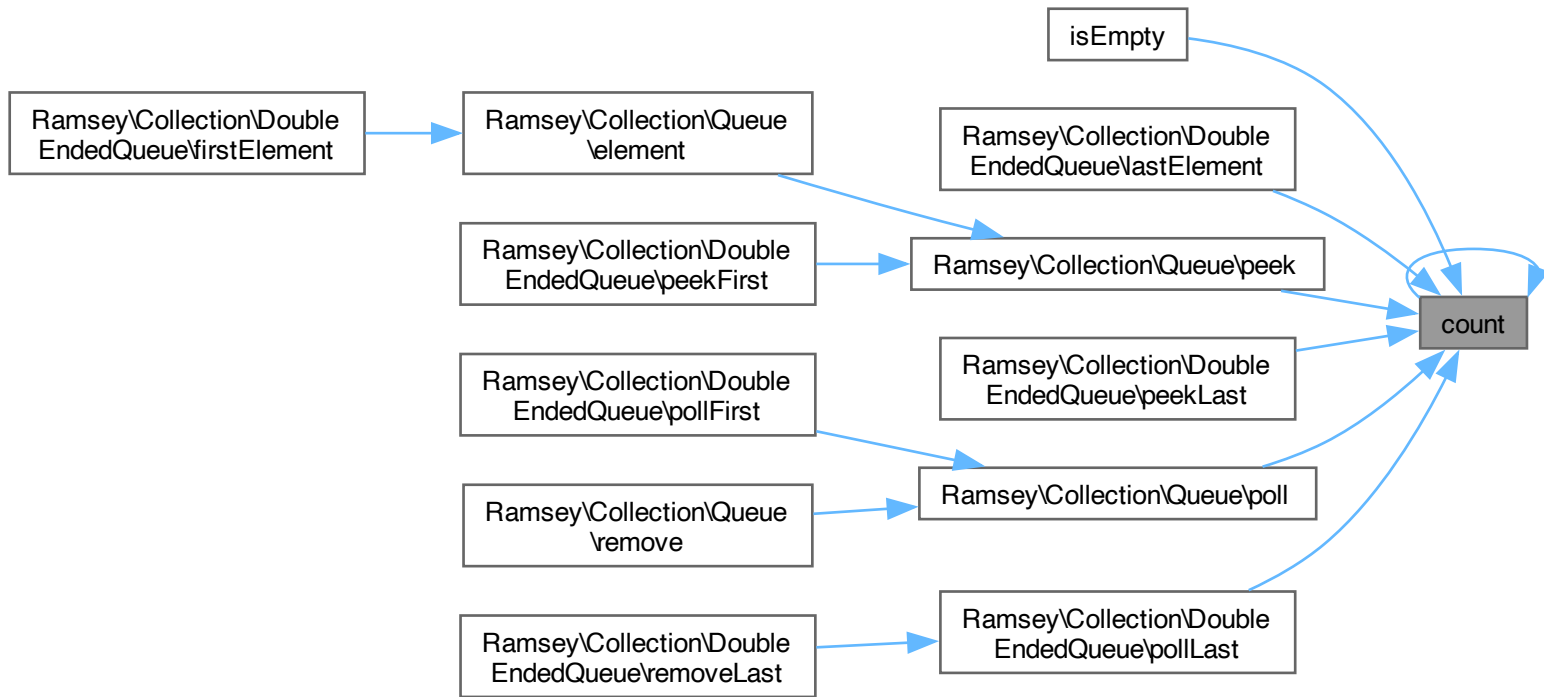 isEmpty
Ramsey\Collection\Double
EndedQueue\firstElement
Ramsey\Collection\Queue
\element
Ramsey\Collection\Double
EndedQueue\lastElement
Ramsey\Collection\Double
EndedQueue\peekFirst
Ramsey\Collection\Queue\peek
count
Ramsey\Collection\Double
EndedQueue\peekLast
Ramsey\Collection\Double
EndedQueue\pollFirst
Ramsey\Collection\Queue\poll
Ramsey\Collection\Queue
\remove
Ramsey\Collection\Double
EndedQueue\pollLast
Ramsey\Collection\Double
EndedQueue\removeLast